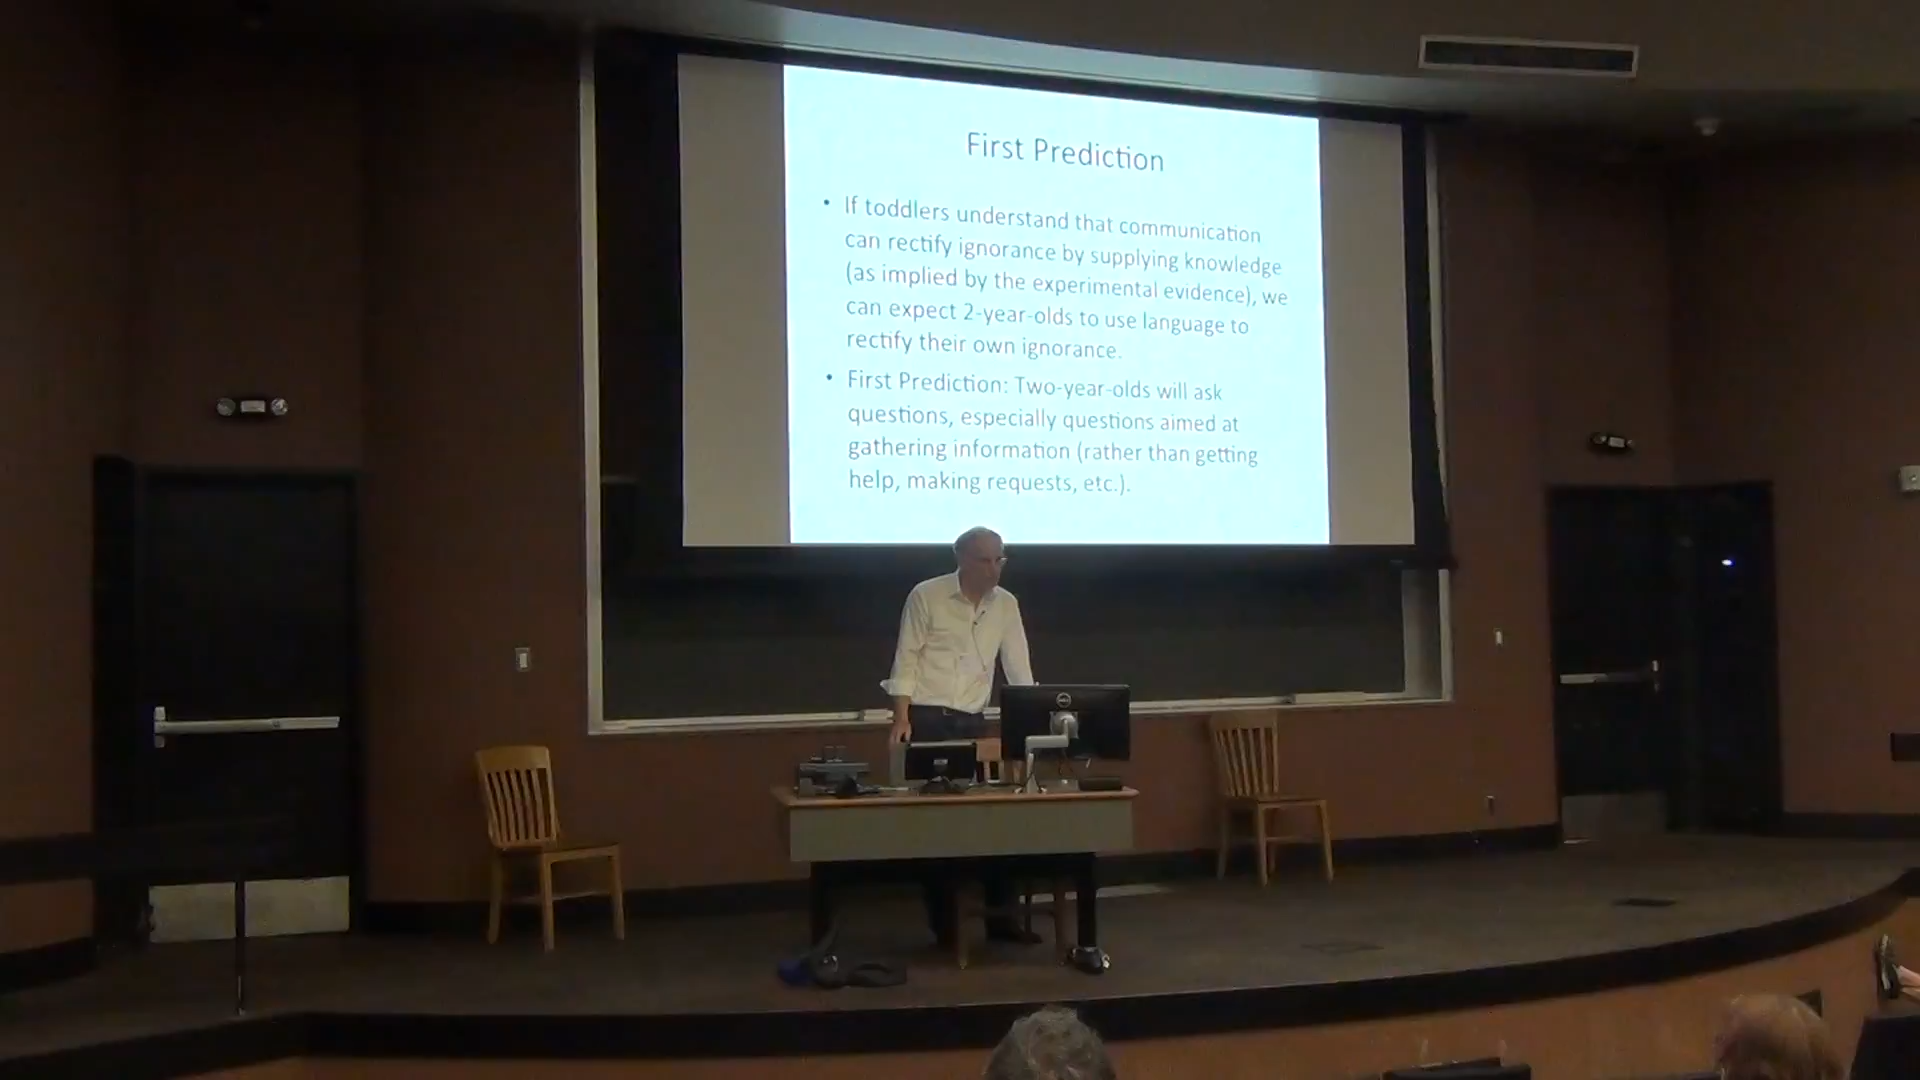 First Prediction
• If toddlers understand that communication
can rectify ignorance by supplying knowledge
(as implied by the experimental evidence), we
can expect 2-year-olds to use language to
rectify their own ignorance.
• First Prediction: Two-year-olds will ask
questions, especially questions aimed at
gathering information (rather than getting
help, making requests, etc.).
DELL